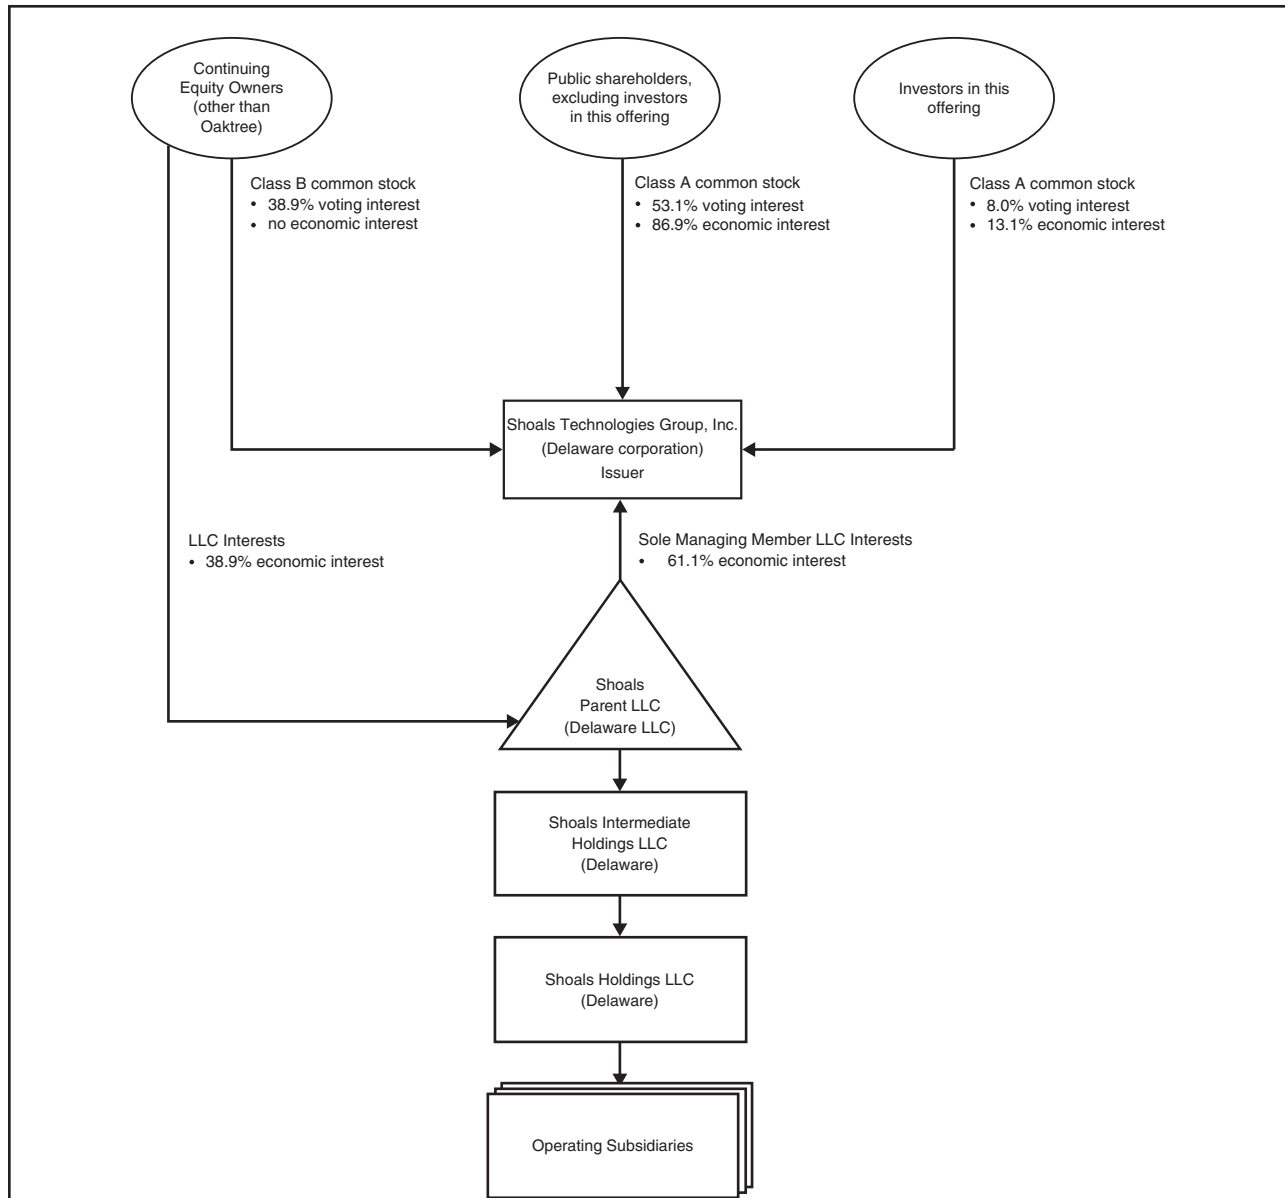 Continuing
Equity Owners
(other than
Oaktree)
Public shareholders,
excluding investors
in this offering
Investors in this
offering
Class B common stock
• 38.9% voting interest
• no economic interest
Class A common stock
• 53.1% voting interest
• 86.9% economic interest
Class A common stock
• 8.0% voting interest
• 13.1% economic interest
Shoals Technologies Group, Inc.
(Delaware corporation)
Issuer
LLC Interests
• 38.9% economic interest
Sole Managing Member LLC Interests
• 61.1% economic interest
Shoals
Parent LLC
(Delaware LLC)
Shoals Intermediate
Holdings LLC
(Delaware)
Shoals Holdings LLC
(Delaware)
Operating Subsidiaries